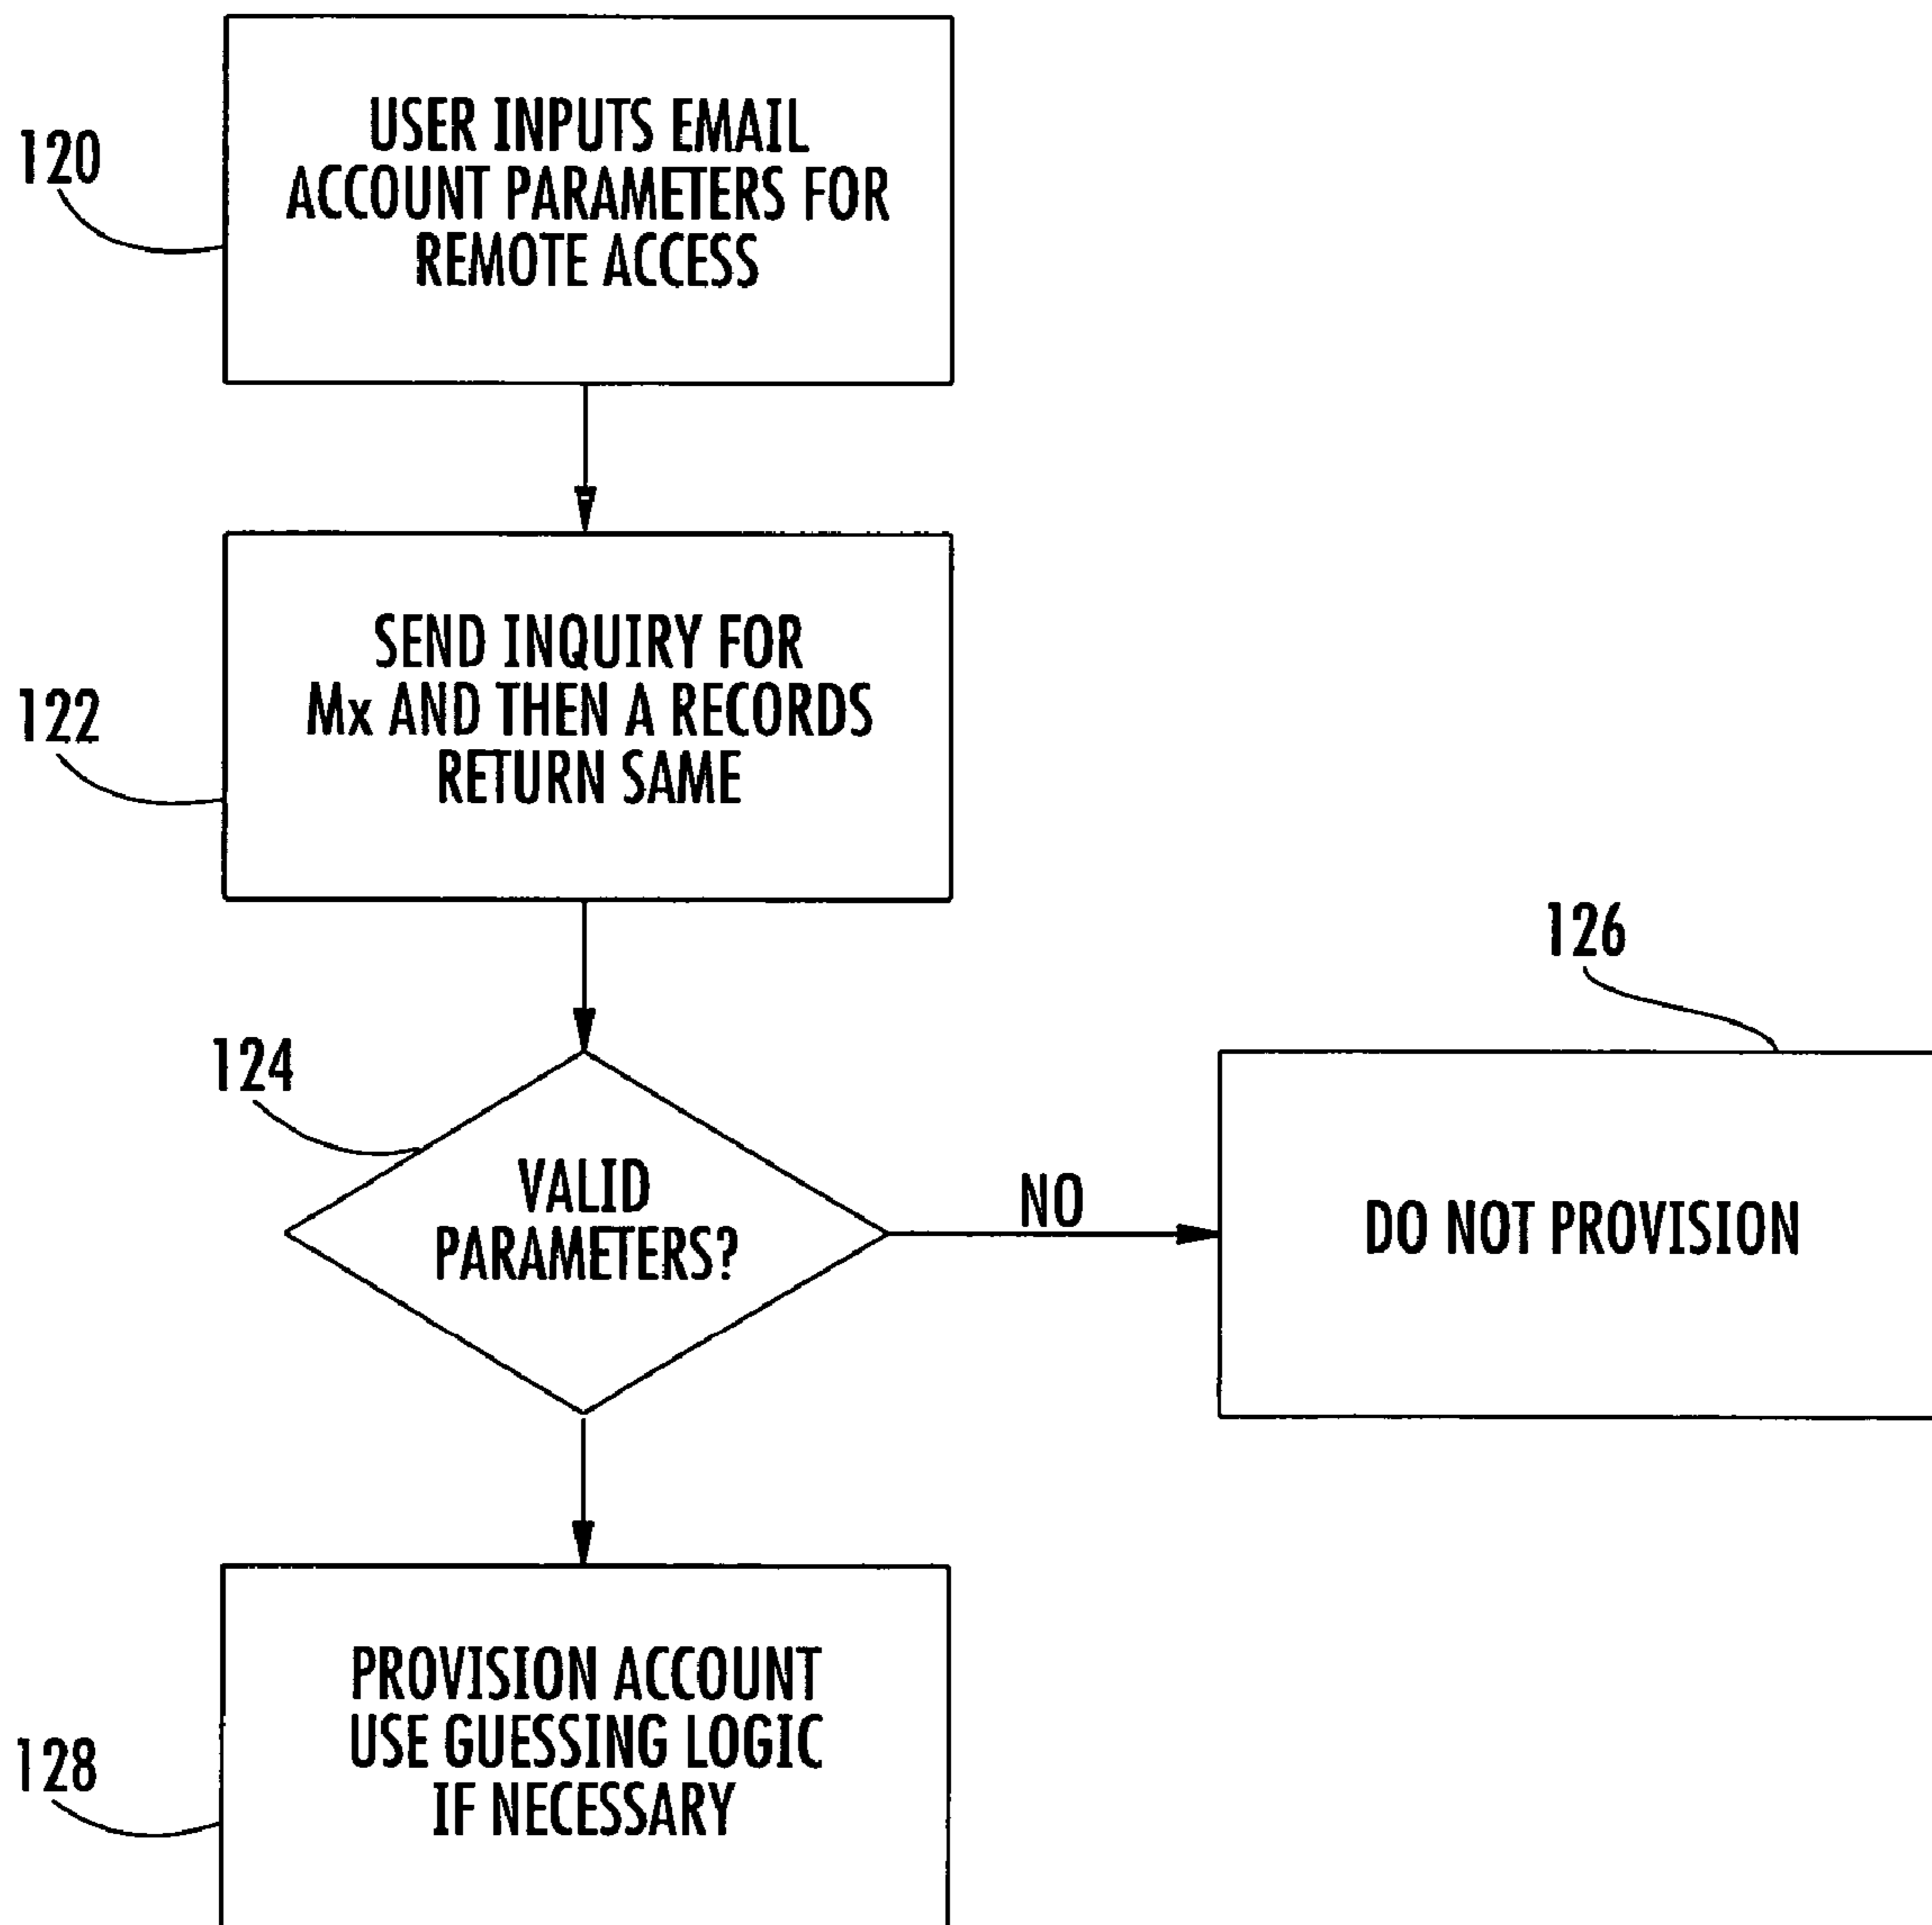 120
USER INPUTS EMAIL
ACCOUNT PARAMETERS FOR
REMOTE ACCESS
122
SEND INQUIRY FOR
Mx AND THEN A RECORDS
RETURN SAME
124
VALID
PARAMETERS?
NO
126
DO NOT PROVISION
128
PROVISION ACCOUNT
USE GUESSING LOGIC
IF NECESSARY